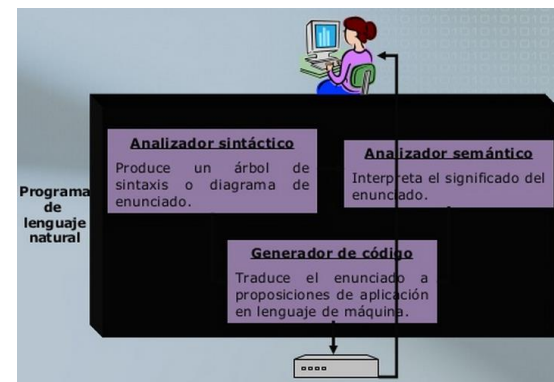 Programa
de
lenguaje
natural
Analizador sintáctico
Produce un árbol de
sintaxis o diagrama de
enunciado.
Analizador semántico
Interpreta el significado del
enunciado.
Generador de código
Traduce el enunciado a
proposiciones de aplicación
en lenguaje de máquina.